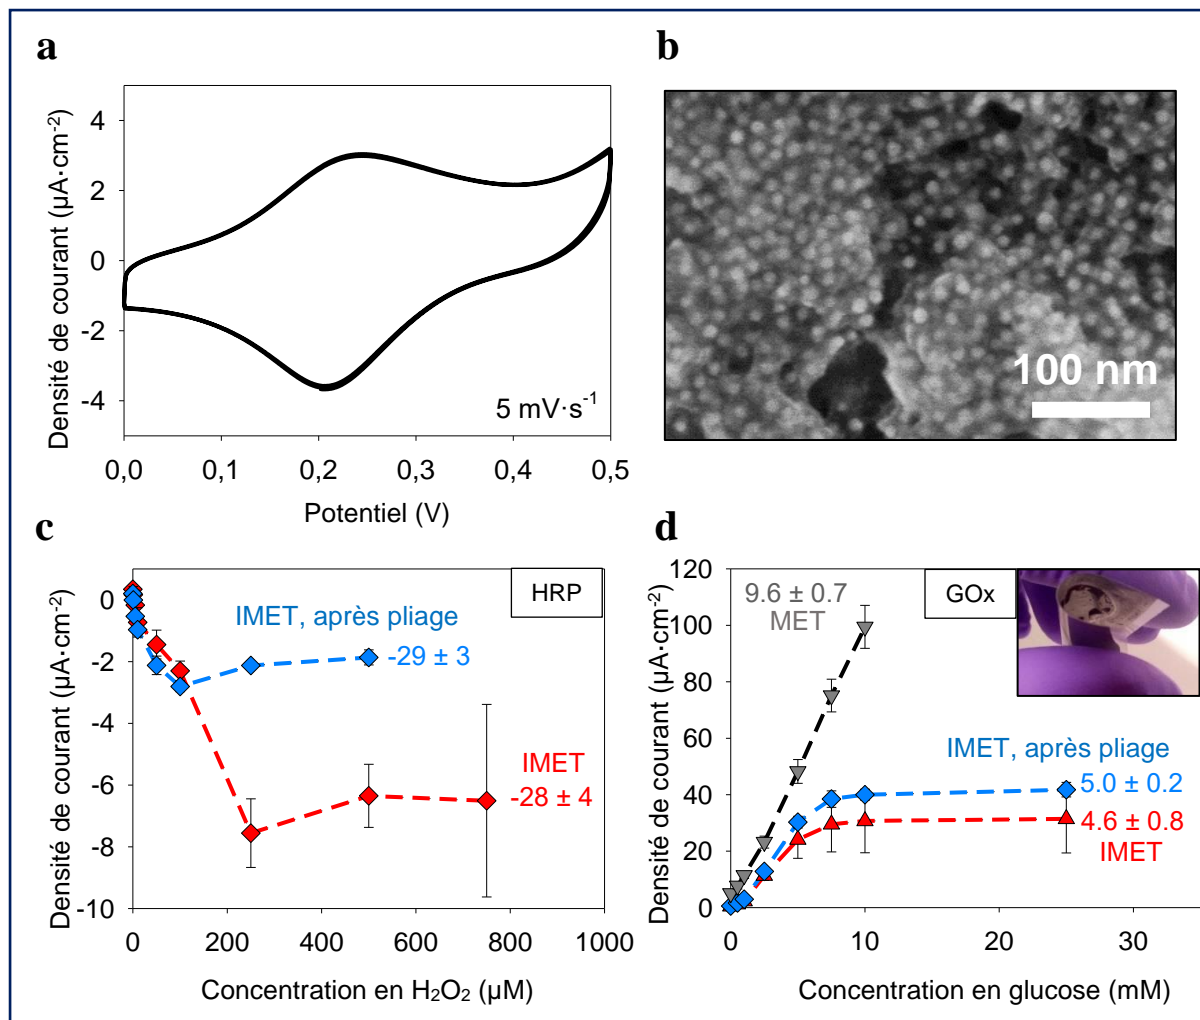 a
4
2
0
-2
-4
Densité de courant (µA·cm-2)
5 mV·s-1
0,0 0,1 0,2 0,3 0,4 0,5
Potentiel (V)
b
100 nm
c
0
-2
-4
-6
-8
-10
Densité de courant (µA·cm-2)
HRP
IMET, après pliage
-29 ± 3
IMET
-28 ± 4
0 200 400 600 800 1000
Concentration en H2O2 (µM)
d
120
100
80
60
40
20
0
Densité de courant (µA·cm-2)
9.6 ± 0.7
MET
GOx
IMET, après pliage
5.0 ± 0.2
4.6 ± 0.8
IMET
0 10 20 30
Concentration en glucose (mM)